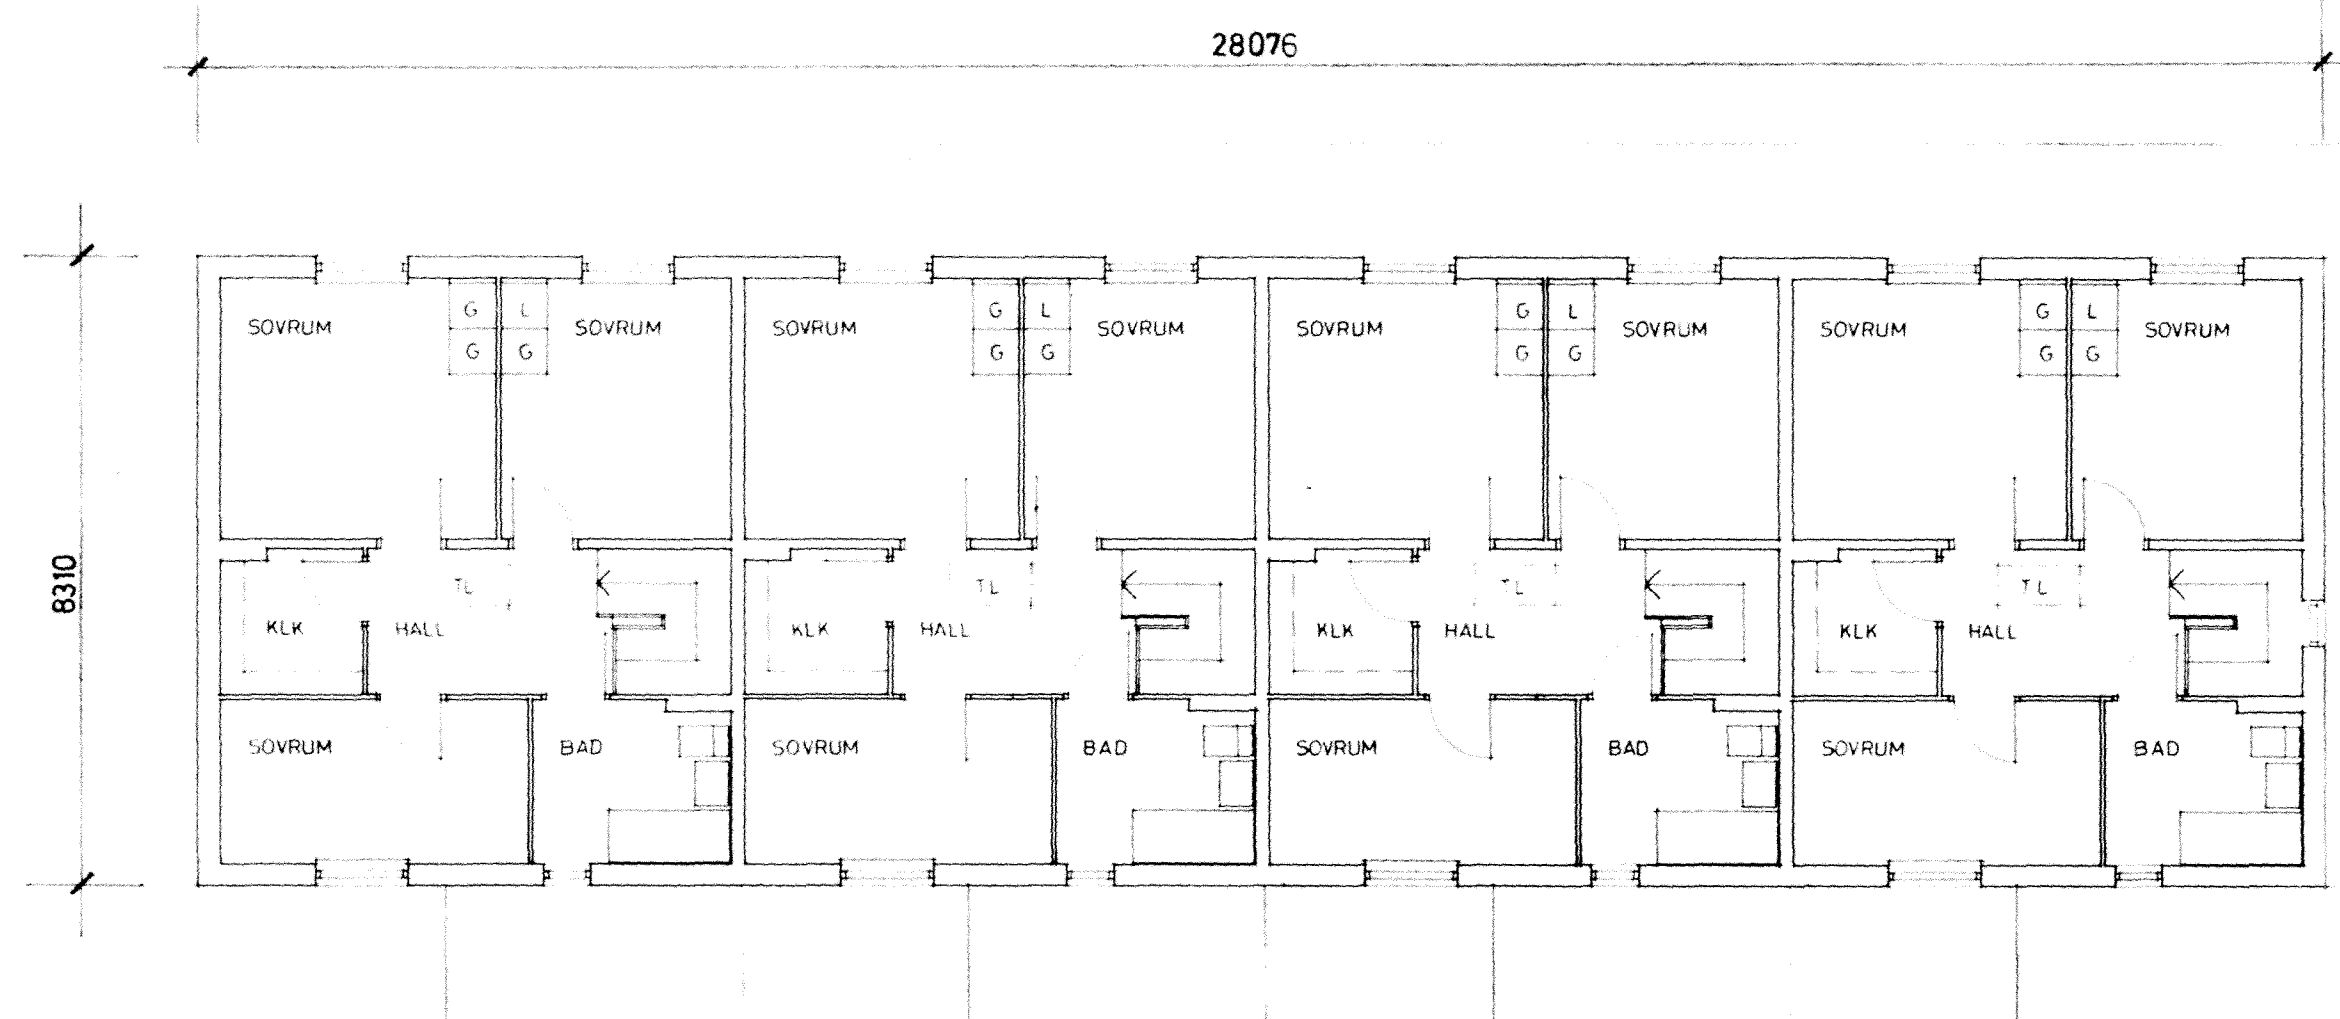 28076
8310
G L G L G L G L
SOVRUM SOVRUM SOVRUM SOVRUM SOVRUM SOVRUM SOVRUM SOVRUM
G G G G G G G G
TL TL TL TL
KLK HALL KLK HALL KLK HALL KLK HALL
SOVRUM BAD SOVRUM BAD SOVRUM BAD SOVRUM BAD